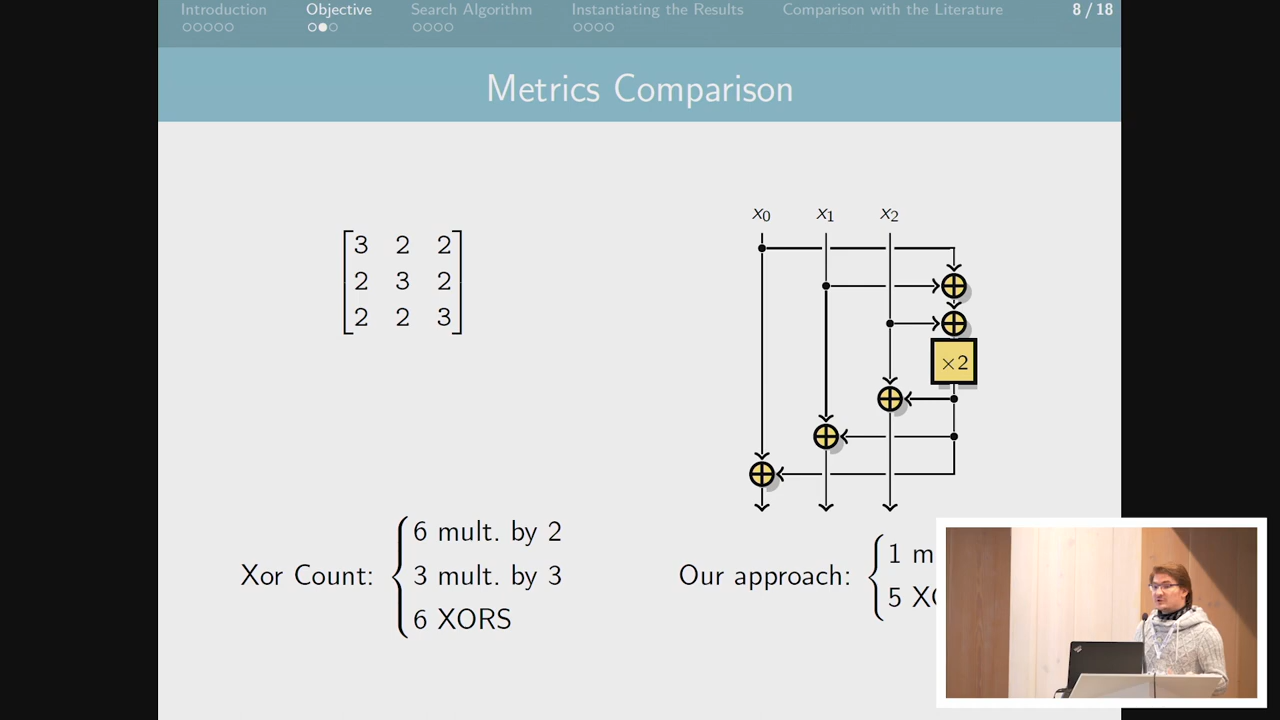 Introduction Objective Search Algorithm Instantiating the Results Comparison with the Literature 8 / 18
Metrics Comparison
3 2 2
2 3 2
2 2 3
x0 x1 x2
×2
Xor Count: 6 mult. by 2
3 mult. by 3
6 XORS
Our approach: 1 m
5 XO